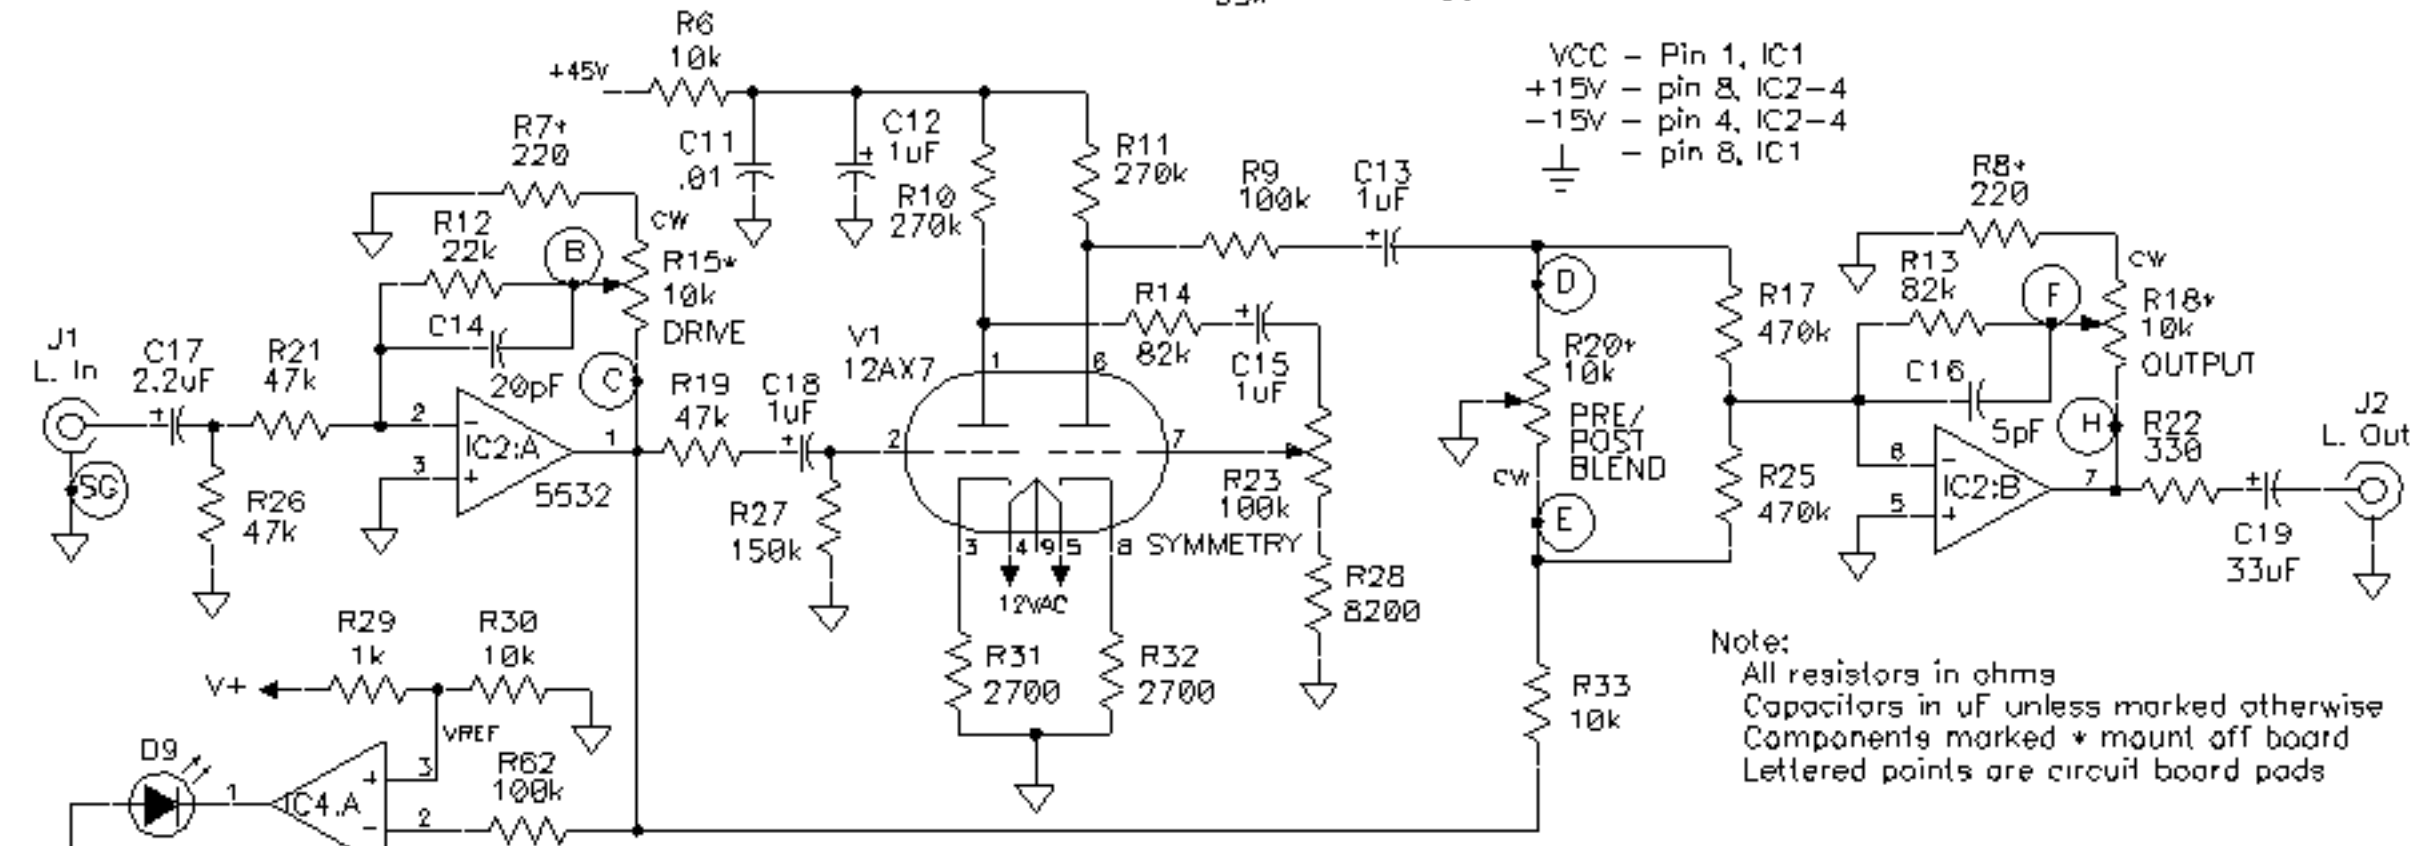 R6
10k
+45V
VCC - Pin 1, IC1
+15V - pin 8, IC2-4
-15V - pin 4, IC2-4
- pin 8, IC1
R7*
220
C11
.01
C12
+ 1uF
R10
270k
R11
270k
R9
100k
C13
1uF
+
R8*
220
CW
R12
22k
B
R15*
10k
DRIVE
C14
20pF
C
J1
L. In
C17
2.2uF
+
R21
47k
SG
R26
47k
2
-
IC2:A
3
+
1
5532
R19
47k
C18
1uF
+
R27
150k
V1
12AX7
1
6
2
7
3
4
9
5
8
12VAC
R14
82k
+
C15
1uF
R23
100k
SYMMETRY
R28
8200
R31
2700
R32
2700
D
R20*
10k
PRE/
POST
BLEND
CW
E
R17
470k
R25
470k
R33
10k
CW
R13
82k
F
R18*
10k
OUTPUT
C16
5pF
H
6
-
IC2:B
5
+
7
R22
330
+
C19
33uF
J2
L. Out
R29
1k
R30
10k
V+
VREF
D9
1
IC4.A
3
+
2
-
R62
100k
Note:
All resistors in ohms
Capacitors in uF unless marked otherwise
Components marked * mount off board
Lettered points are circuit board pads